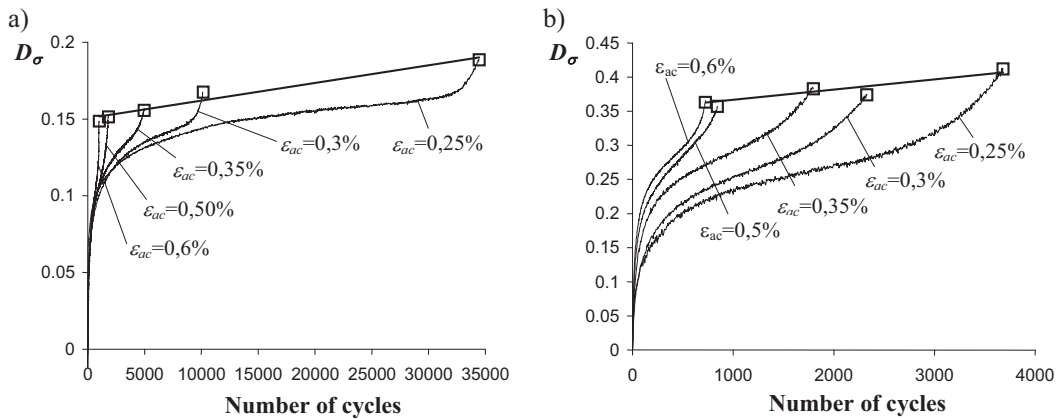 a)
D_σ
0.2
0.15
0.1
0.05
0
0 5000 10000 15000 20000 25000 30000 35000
Number of cycles
ε_ac=0,3%
ε_ac=0,25%
ε_ac=0,35%
ε_ac=0,50%
ε_ac=0,6%
b)
D_σ
0.45
0.4
0.35
0.3
0.25
0.2
0.15
0.1
0.05
0
0 1000 2000 3000 4000
Number of cycles
ε_ac=0,6%
ε_ac=0,25%
ε_ac=0,3%
ε_ac=0,35%
ε_ac=0,5%